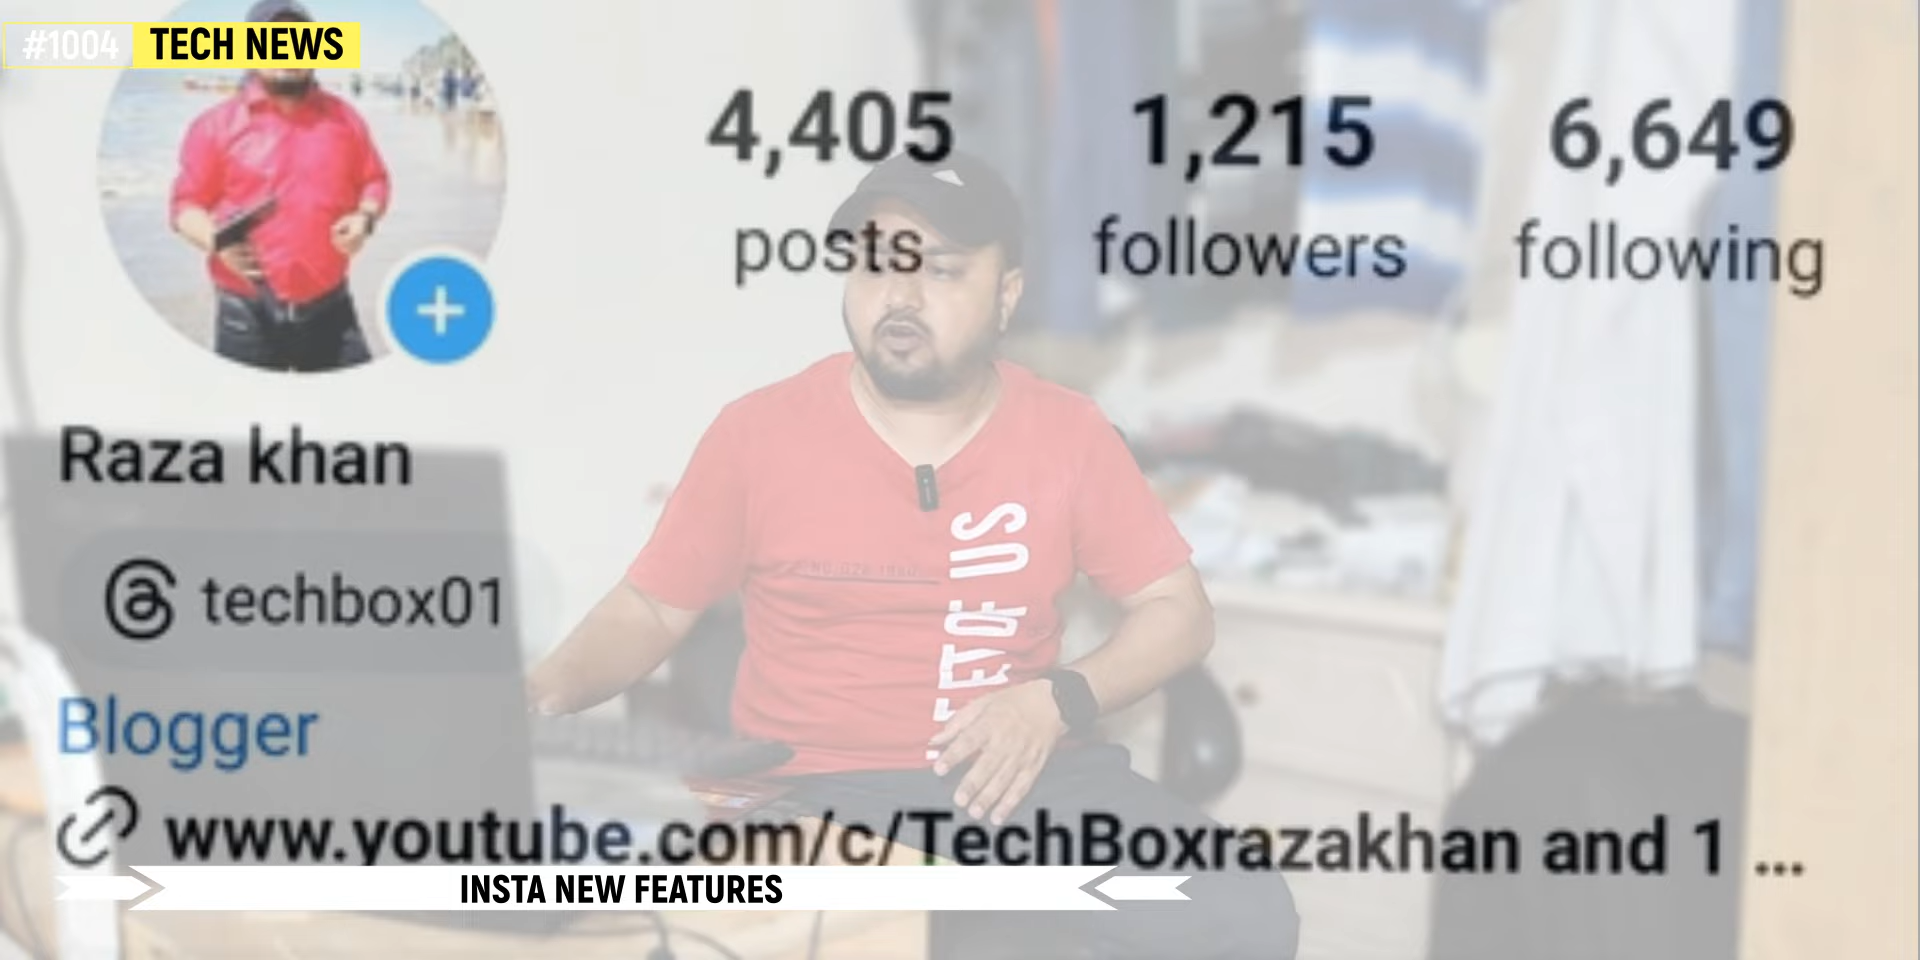 #1004 TECH NEWS
4,405 1,215 6,649
posts followers following
Raza khan
techbox01
Blogger
www.youtube.com/c/TechBoxrazakhan and 1 ...
INSTA NEW FEATURES
US